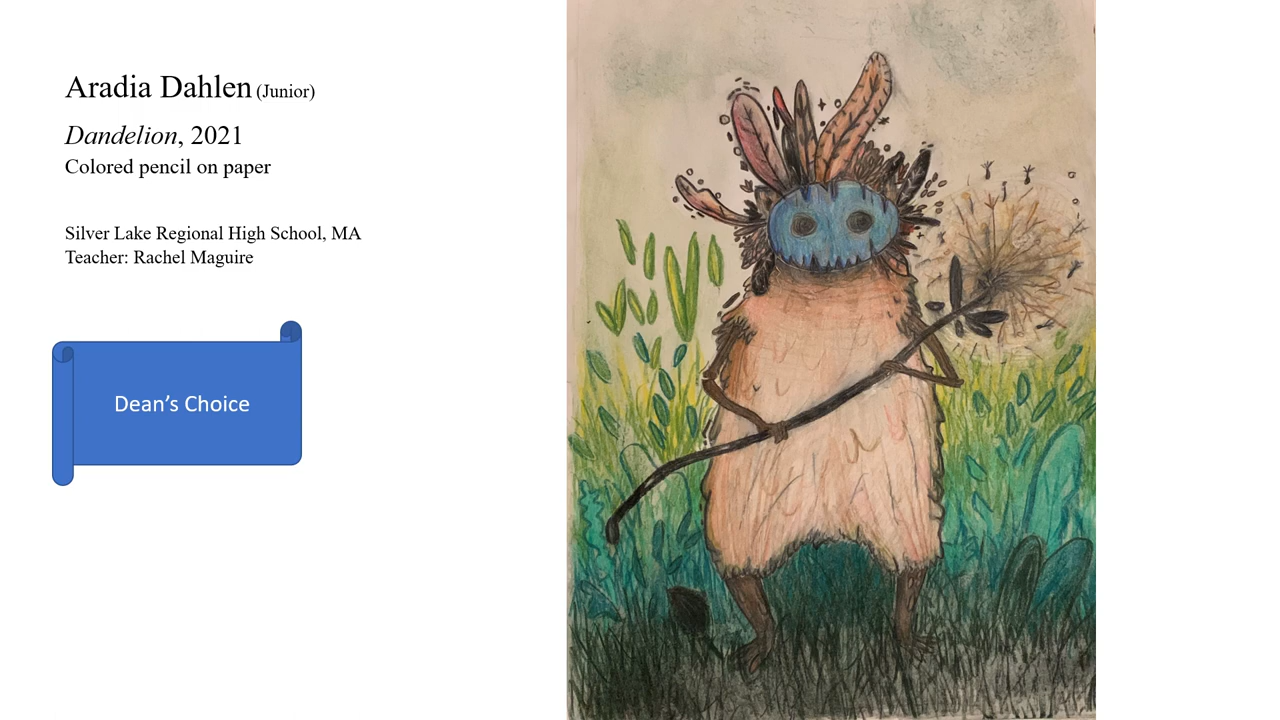 Aradia Dahlen (Junior)
Dandelion, 2021
Colored pencil on paper
Silver Lake Regional High School, MA
Teacher: Rachel Maguire
Dean’s Choice